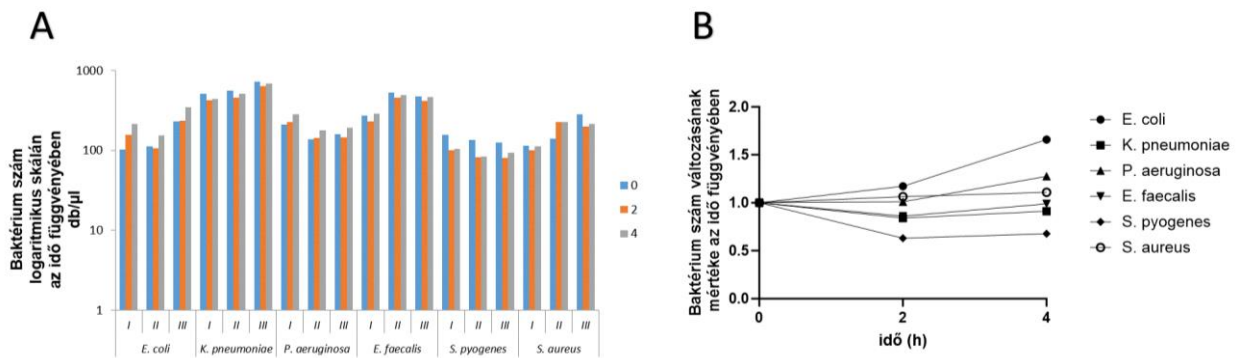 A
Baktérium szám
logaritmikus skálán
az idő függvényében
db/µl
1000
100
10
1
I II III I II III I II III I II III I II III I II III
E. coli K. pneumoniae P. aeruginosa E. faecalis S. pyogenes S. aureus
0
2
4
B
Baktérium szám változásának
mértéke az idő függvényében
2.0
1.5
1.0
0.5
0.0
0 2 4
idő (h)
E. coli
K. pneumoniae
P. aeruginosa
E. faecalis
S. pyogenes
S. aureus